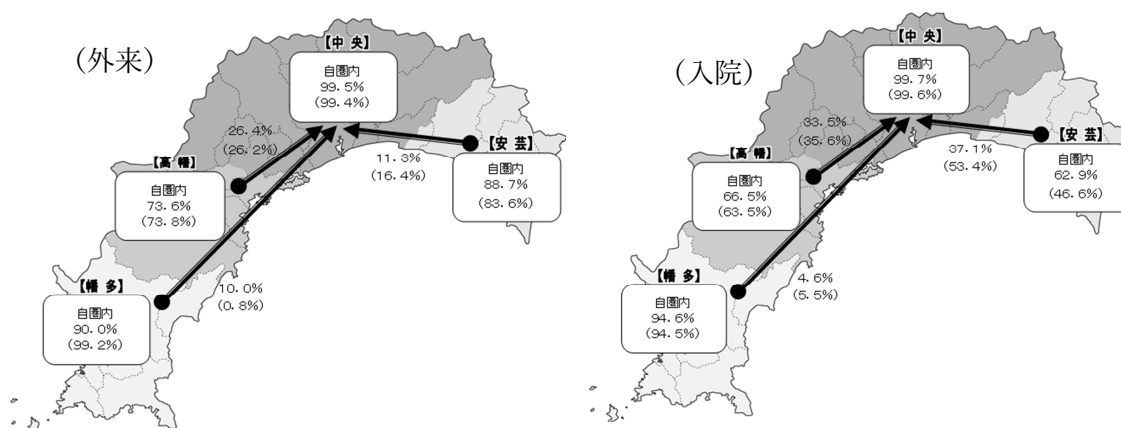 (外来)
【中 央】
自圏内
99.5%
(99.4%)
26.4%
(26.2%)
【高 幡】
自圏内
73.6%
(73.8%)
11.3%
(16.4%)
【安 芸】
自圏内
88.7%
(83.6%)
10.0%
(0.8%)
【幡 多】
自圏内
90.0%
(99.2%)
(入院)
【中 央】
自圏内
99.7%
(99.6%)
33.5%
(35.6%)
【高 幡】
自圏内
66.5%
(63.5%)
37.1%
(53.4%)
【安 芸】
自圏内
62.9%
(46.6%)
4.6%
(5.5%)
【幡 多】
自圏内
94.6%
(94.5%)